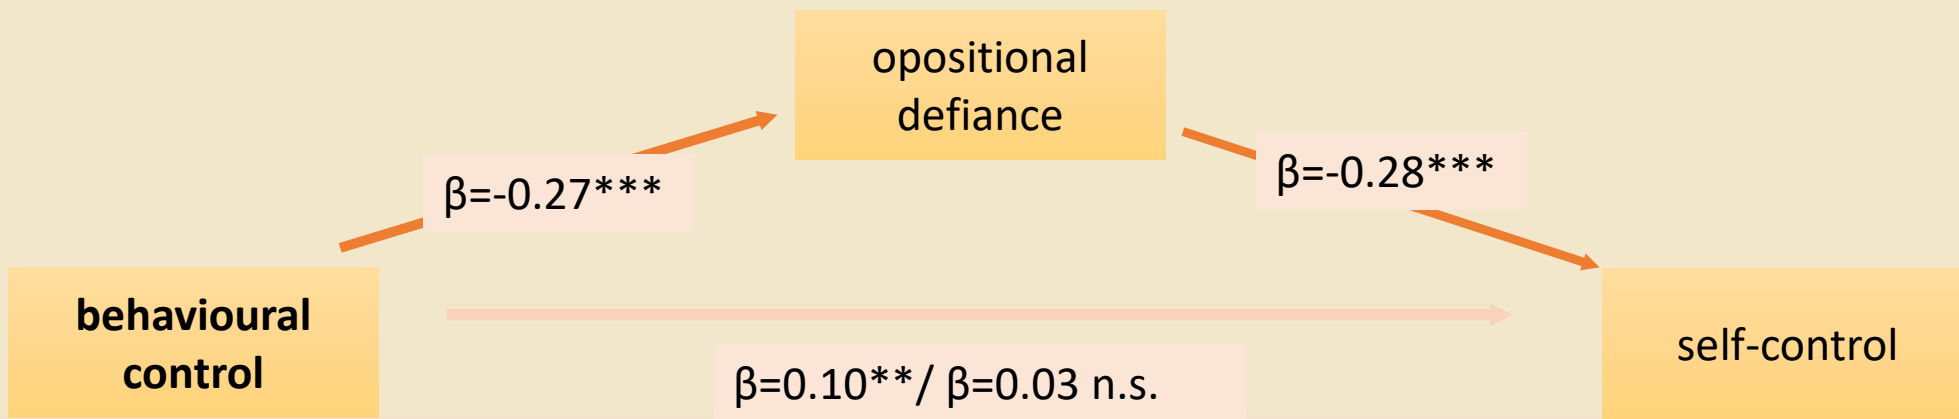 opositional
defiance
β=-0.27***
β=-0.28***
behavioural
control
β=0.10**/ β=0.03 n.s.
self-control